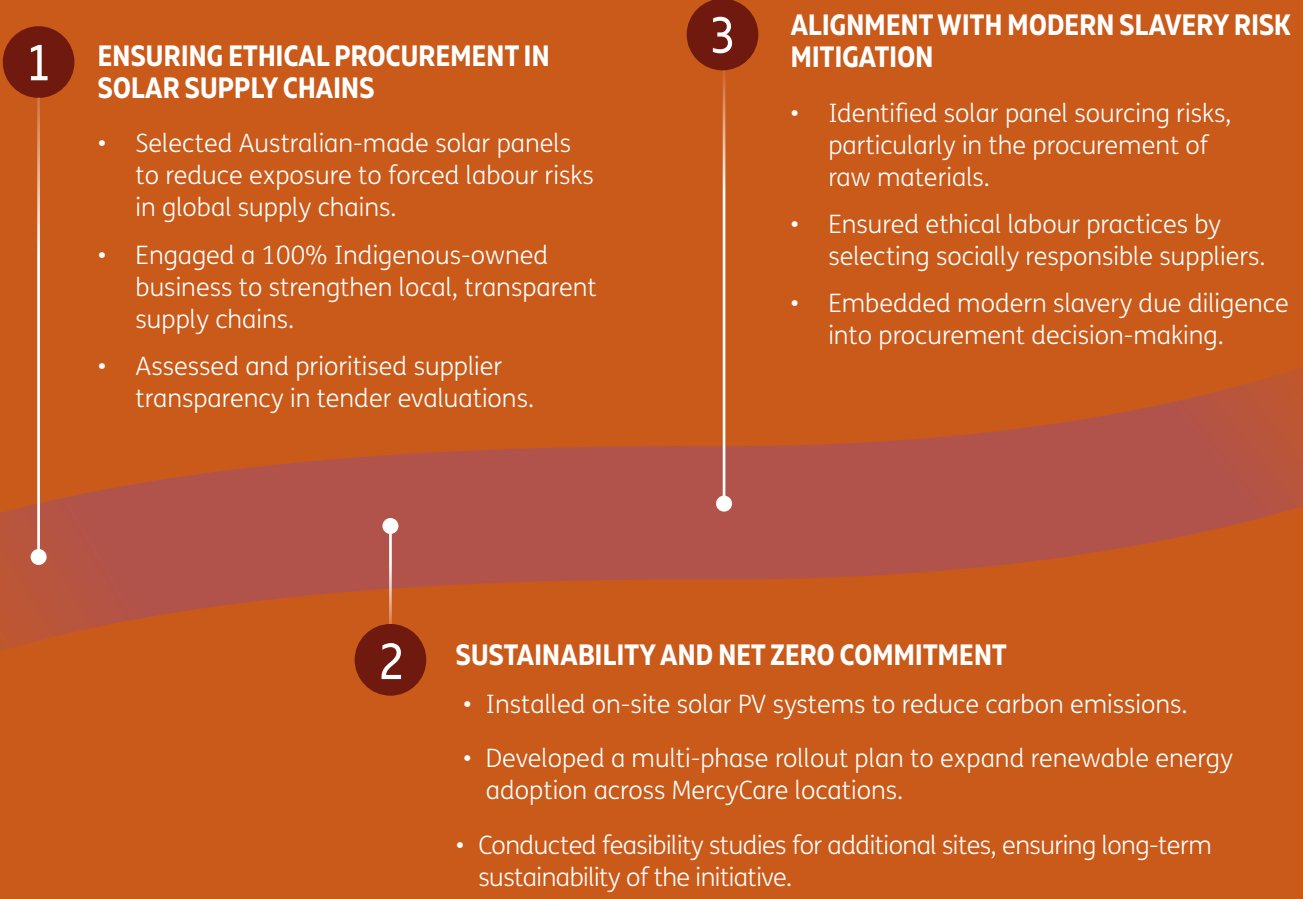 1
ENSURING ETHICAL PROCUREMENT IN
SOLAR SUPPLY CHAINS
• Selected Australian-made solar panels
to reduce exposure to forced labour risks
in global supply chains.
• Engaged a 100% Indigenous-owned
business to strengthen local, transparent
supply chains.
• Assessed and prioritised supplier
transparency in tender evaluations.
2
SUSTAINABILITY AND NET ZERO COMMITMENT
• Installed on-site solar PV systems to reduce carbon emissions.
• Developed a multi-phase rollout plan to expand renewable energy
adoption across MercyCare locations.
• Conducted feasibility studies for additional sites, ensuring long-term
sustainability of the initiative.
3
ALIGNMENT WITH MODERN SLAVERY RISK
MITIGATION
• Identified solar panel sourcing risks,
particularly in the procurement of
raw materials.
• Ensured ethical labour practices by
selecting socially responsible suppliers.
• Embedded modern slavery due diligence
into procurement decision-making.